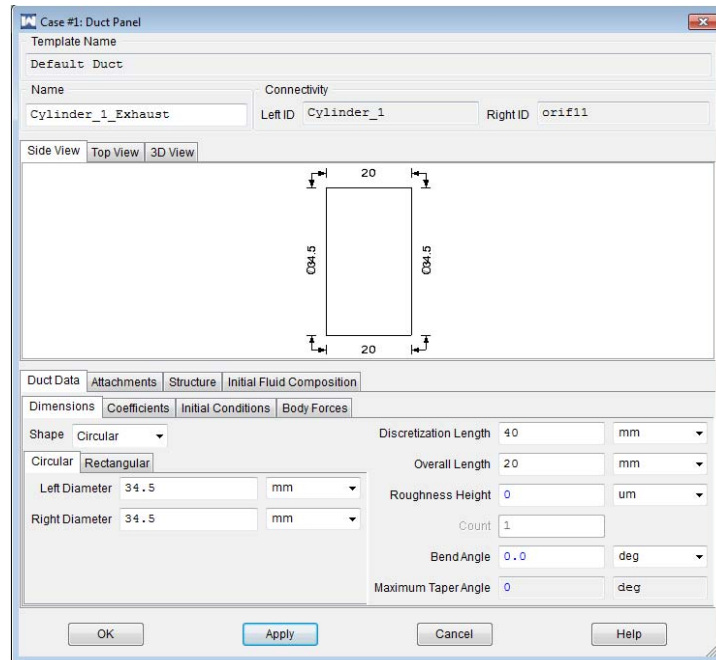 Case #1: Duct Panel
Template Name
Default Duct
Name
Connectivity
Cylinder_1_Exhaust
Left ID Cylinder_1
Right ID orif11
Side View Top View 3D View
20
34.5
34.5
20
Duct Data Attachments Structure Initial Fluid Composition
Dimensions Coefficients Initial Conditions Body Forces
Shape Circular
Discretization Length 40 mm
Circular Rectangular
Overall Length 20 mm
Left Diameter 34.5 mm
Roughness Height 0 um
Right Diameter 34.5 mm
Count 1
Bend Angle 0.0 deg
Maximum Taper Angle 0 deg
OK Apply Cancel Help